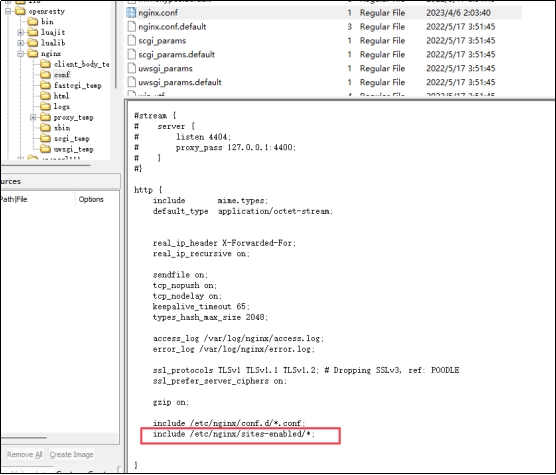 openresty
bin
luajit
lualib
nginx
client_body_te
conf
fastcgi_temp
html
logs
proxy_temp
sbin
scgi_temp
uwsgi_temp
nginx.conf 1 Regular File 2023/4/6 2:03:40
nginx.conf.default 3 Regular File 2022/5/17 3:51:45
scgi_params 1 Regular File 2022/5/17 3:51:45
scgi_params.default 1 Regular File 2022/5/17 3:51:45
uwsgi_params 1 Regular File 2022/5/17 3:51:45
uwsgi_params.default 1 Regular File 2022/5/17 3:51:45
urces
Path|File Options
Remove All Create Image
#stream {
# server {
# listen 4404;
# proxy_pass 127.0.0.1:4400;
# }
#}
http {
include mime.types;
default_type application/octet-stream;
real_ip_header X-Forwarded-For;
real_ip_recursive on;
sendfile on;
tcp_nopush on;
tcp_nodelay on;
keepalive_timeout 65;
types_hash_max_size 2048;
access_log /var/log/nginx/access.log;
error_log /var/log/nginx/error.log;
ssl_protocols TLSv1 TLSv1.1 TLSv1.2; # Dropping SSLv3, ref: POODLE
ssl_prefer_server_ciphers on;
gzip on;
include /etc/nginx/conf.d/*.conf;
include /etc/nginx/sites-enabled/*;
}